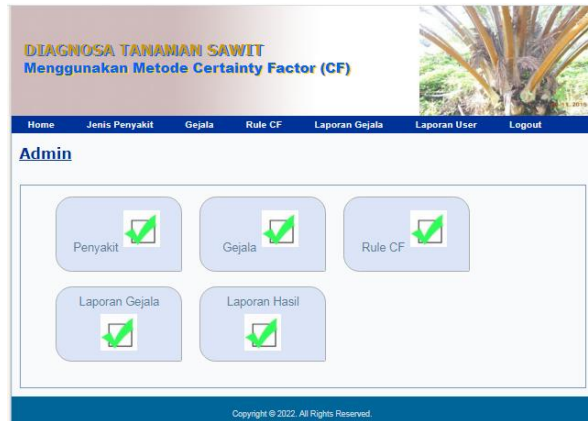 DIAGNOSA TANAMAN SAWIT
Menggunakan Metode Certainty Factor (CF)
Home Jenis Penyakit Gejala Rule CF Laporan Gejala Laporan User Logout
Admin
Penyakit Gejala Rule CF
Laporan Gejala Laporan Hasil
Copyright © 2022. All Rights Reserved.